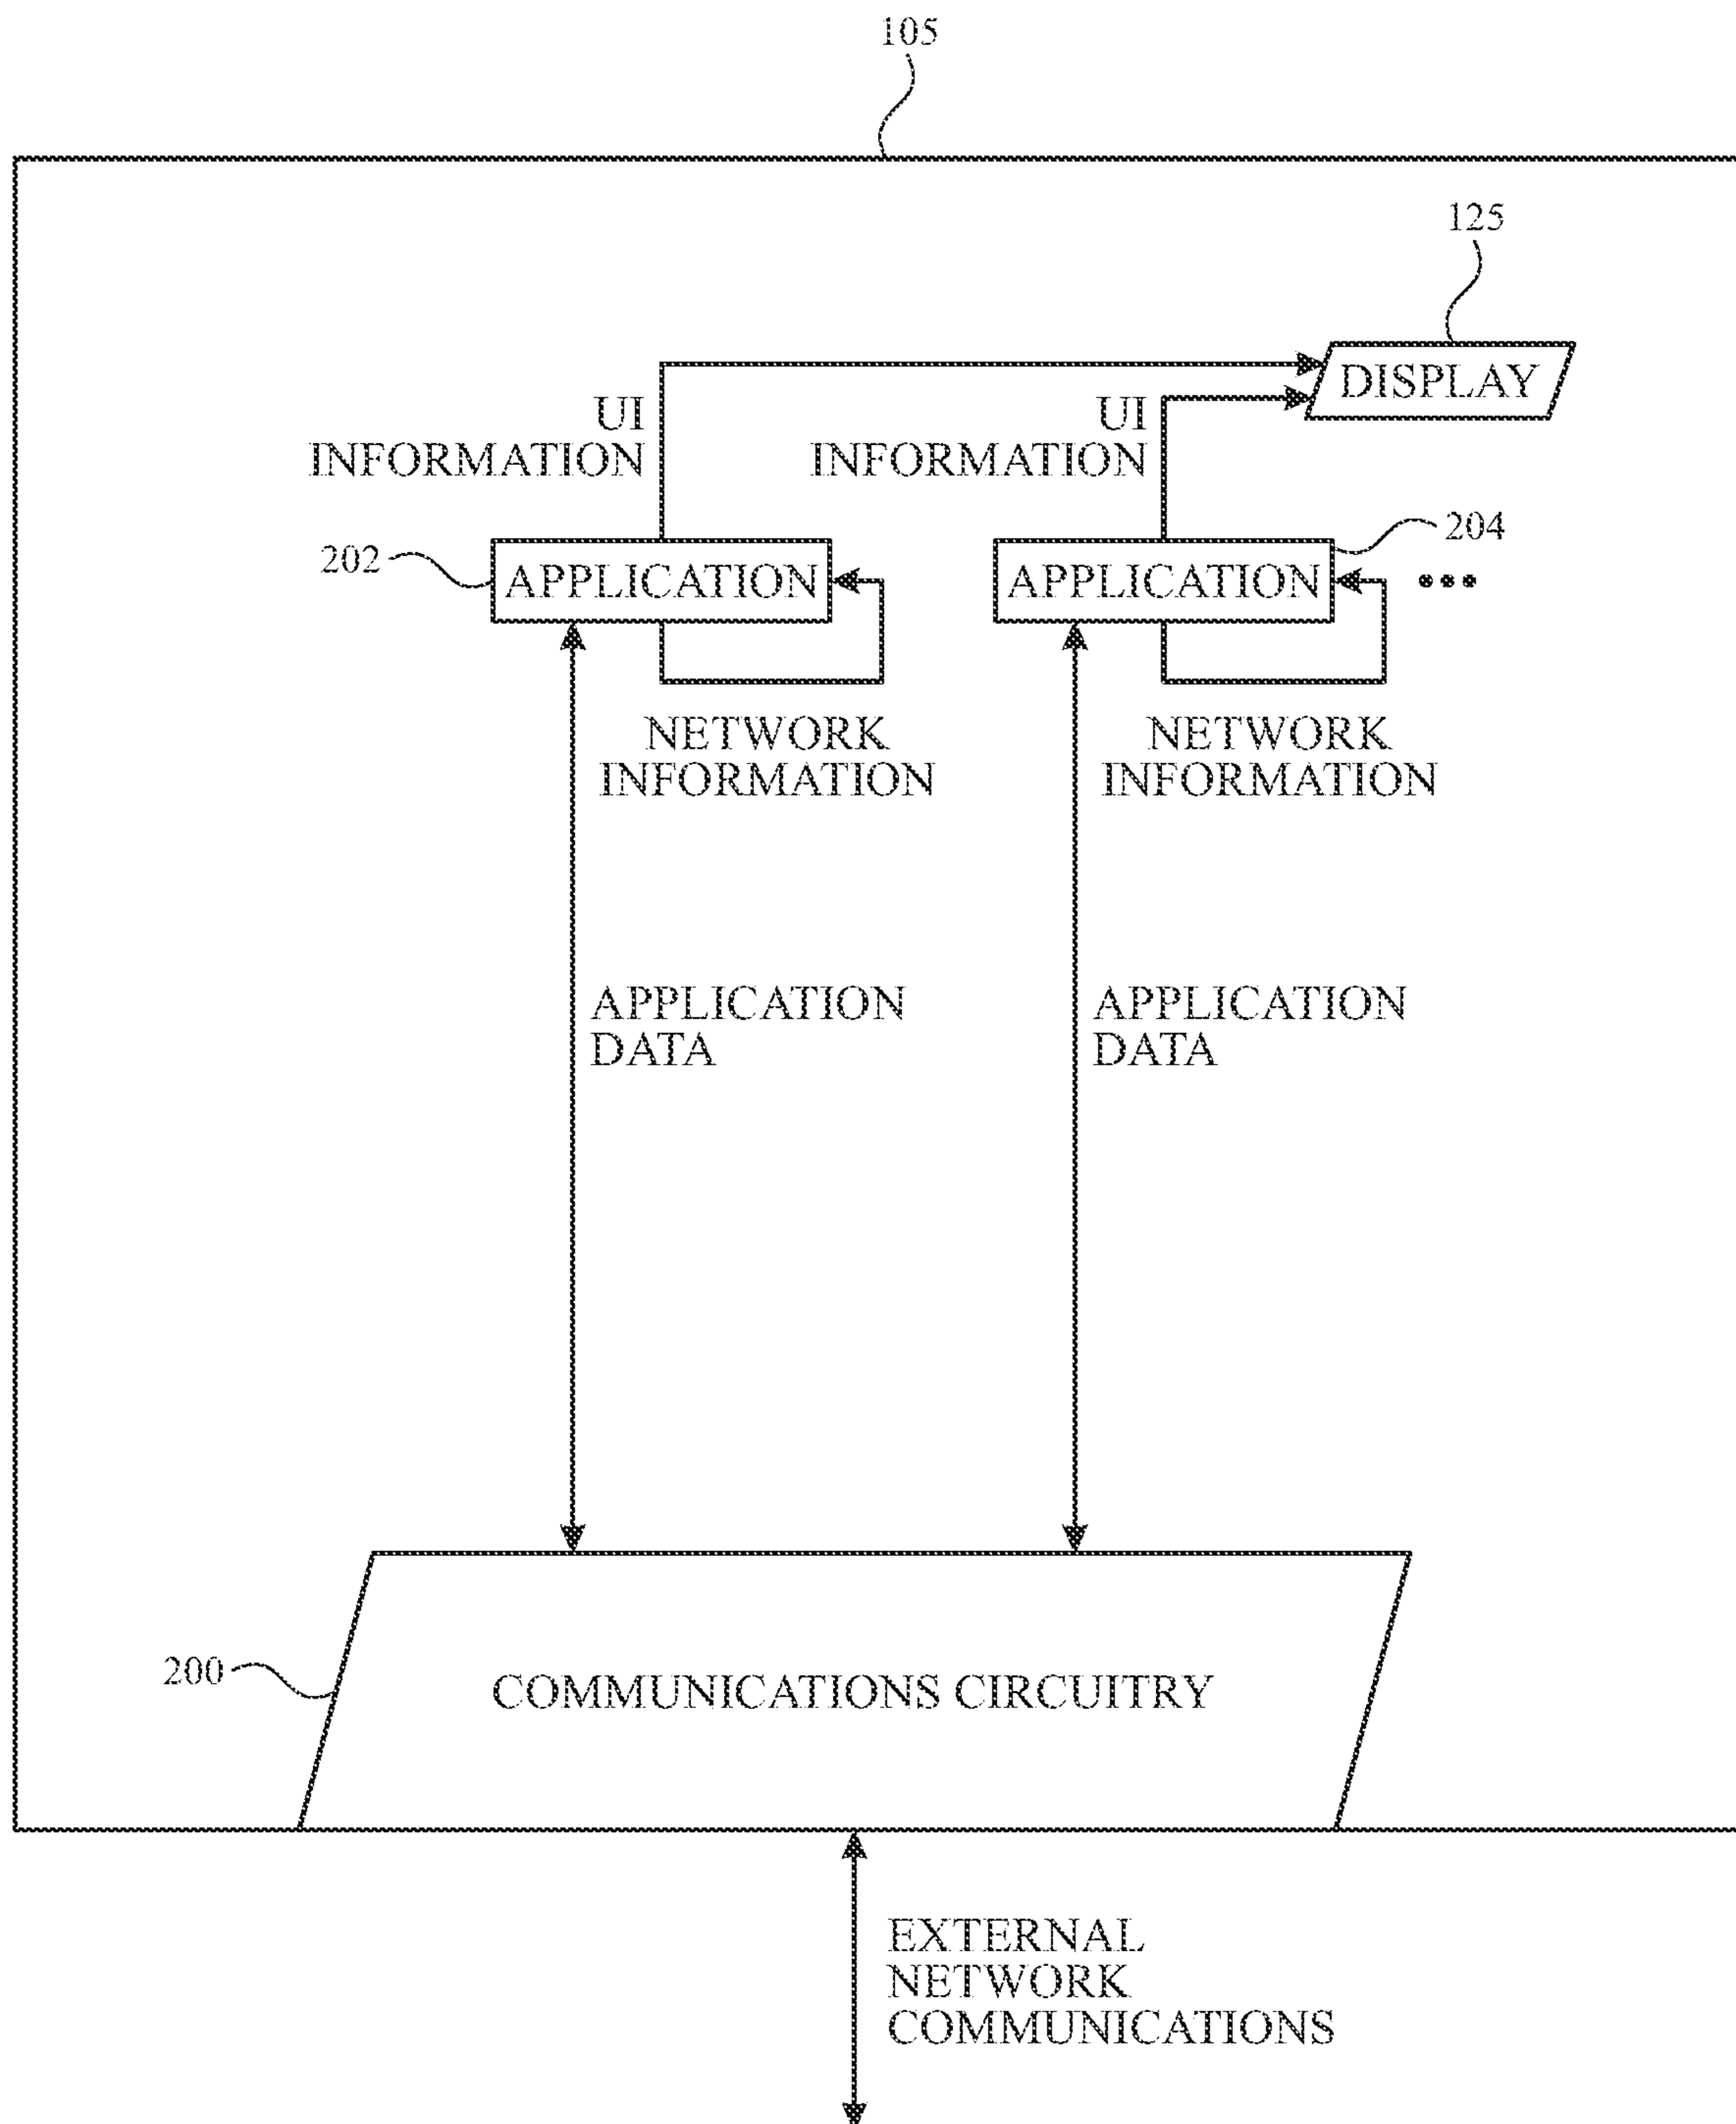 105
125
DISPLAY
UI
INFORMATION
UI
INFORMATION
202
APPLICATION
APPLICATION
204
NETWORK
INFORMATION
NETWORK
INFORMATION
APPLICATION
DATA
APPLICATION
DATA
200
COMMUNICATIONS CIRCUITRY
EXTERNAL
NETWORK
COMMUNICATIONS